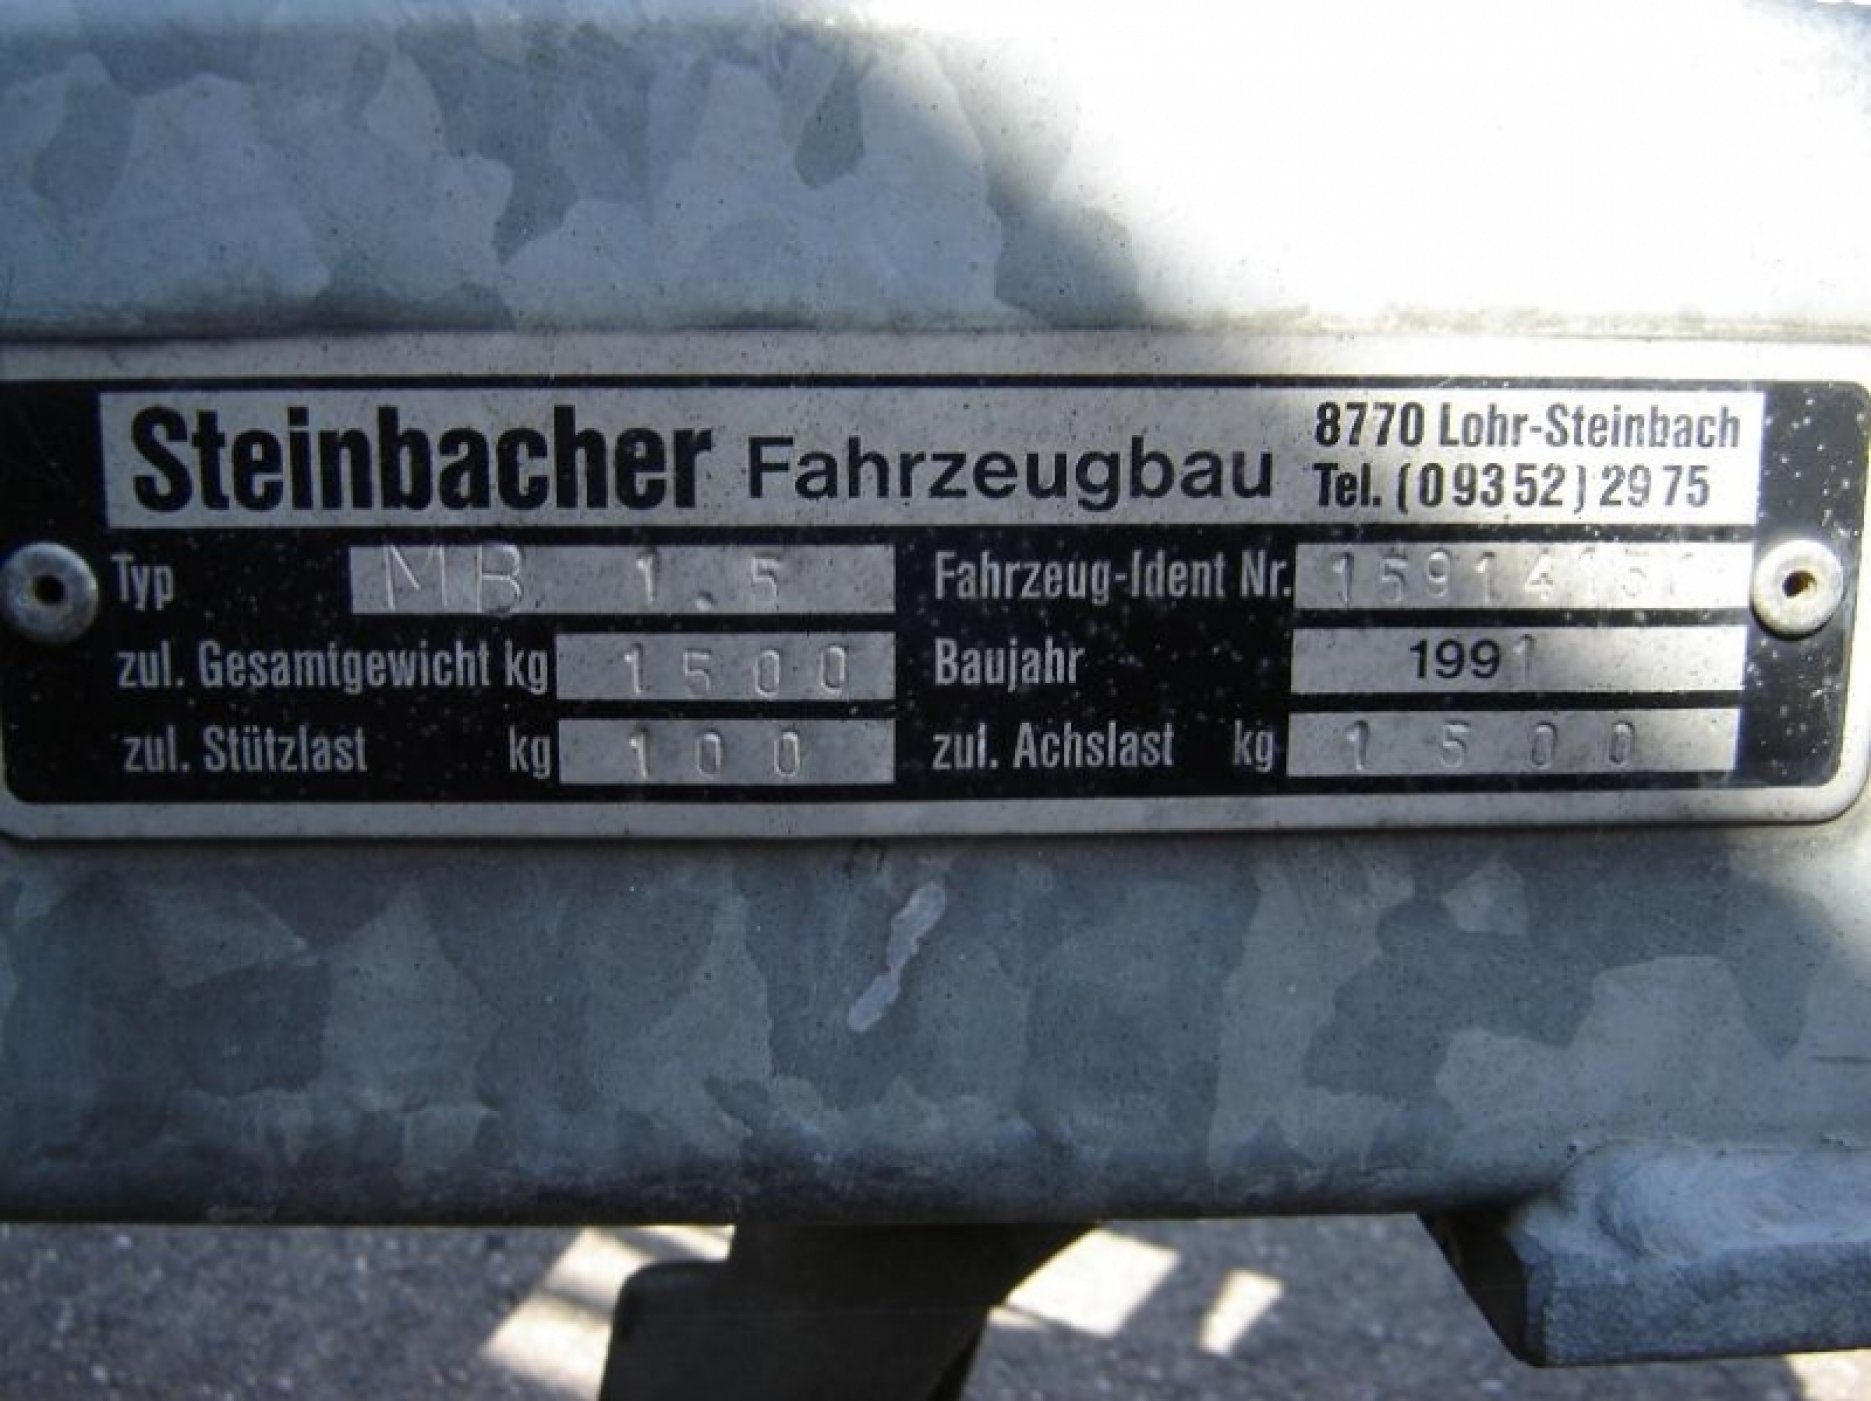 Steinbacher Fahrzeugbau
8770 Lohr-Steinbach
Tel. (09352) 2975
Typ MB 1.5
Fahrzeug-Ident Nr.
zul. Gesamtgewicht kg 1500
Baujahr 1991
zul. Stützlast kg 100
zul. Achslast kg 1500